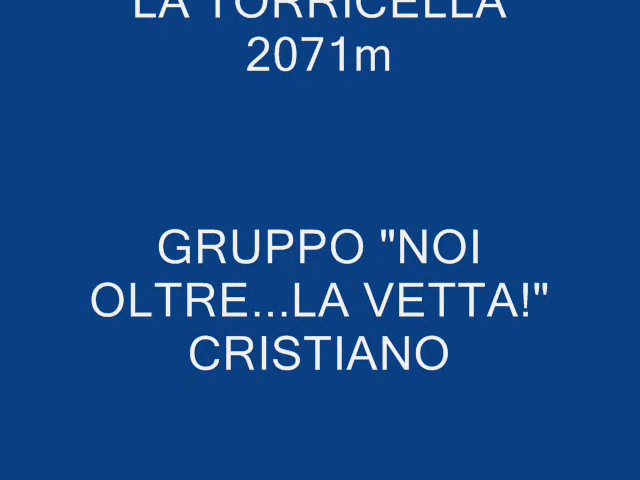 LA TORRICELLA
2071m
GRUPPO "NOI
OLTRE...LA VETTA!"
CRISTIANO